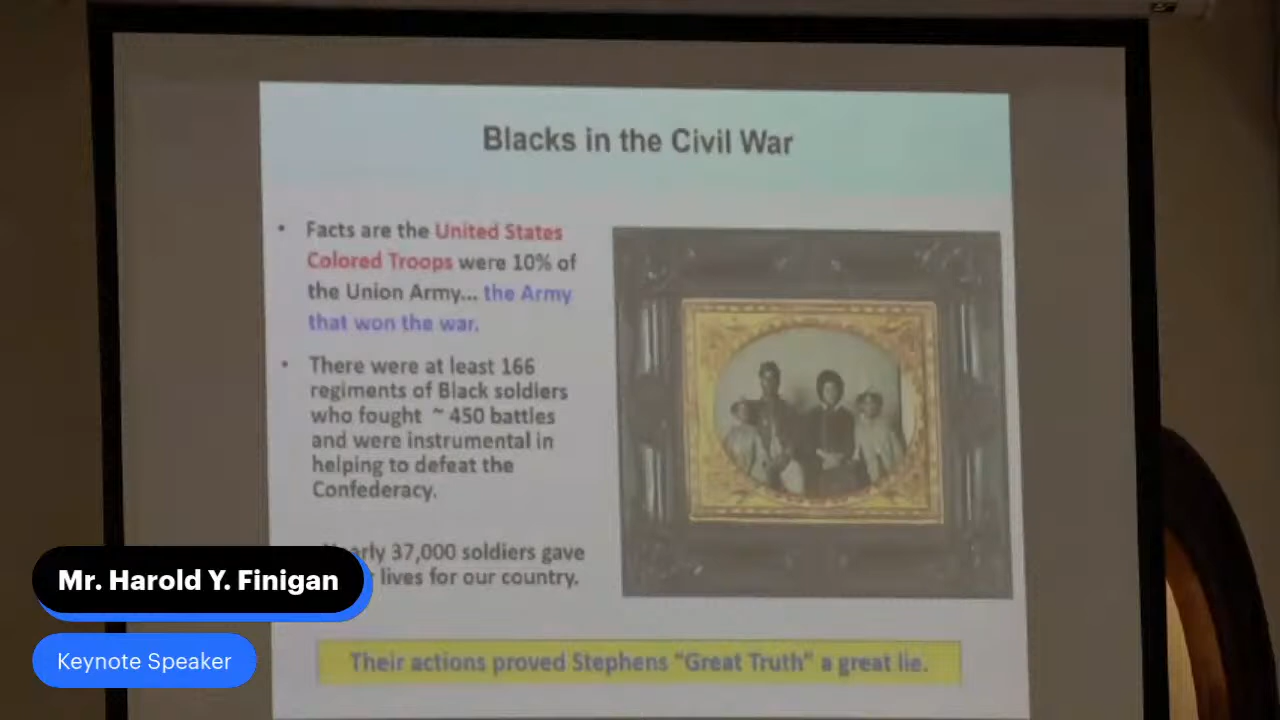 Blacks in the Civil War
• Facts are the United States
Colored Troops were 10% of
the Union Army... the Army
that won the war.
• There were at least 166
regiments of Black soldiers
who fought ~ 450 battles
and were instrumental in
helping to defeat the
Confederacy.
37,000 soldiers gave
lives for our country.
Their actions proved Stephens "Great Truth" a great lie.
Mr. Harold Y. Finigan
Keynote Speaker